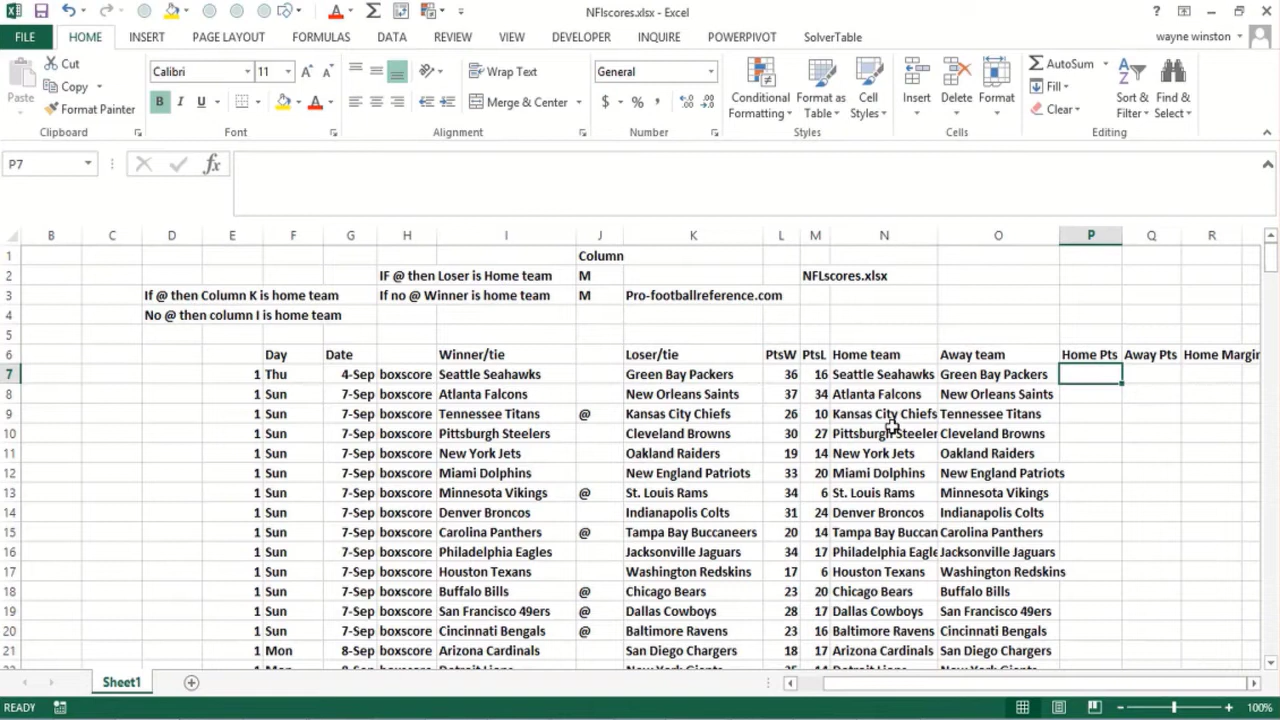 NFlscores.xlsx - Excel
FILE HOME INSERT PAGE LAYOUT FORMULAS DATA REVIEW VIEW DEVELOPER INQUIRE POWERPIVOT SolverTable wayne winston
Cut
Copy
Format Painter
Paste
Calibri 11
B I U
Wrap Text
Merge & Center
General
$ % ,
Conditional Formatting
Format as Table
Cell Styles
Insert Delete Format
AutoSum
Fill
Clear
Sort & Filter
Find & Select
Clipboard Font Alignment Number Styles Cells Editing
P7 fx
B C D E F G H I J K L M N O P Q R
1 Column
2 IF @ then Loser is Home team M NFLscores.xlsx
3 If @ then Column K is home team If no @ Winner is home team M Pro-footballreference.com
4 No @ then column I is home team
5
6 Day Date Winner/tie Loser/tie PtsW PtsL Home team Away team Home Pts Away Pts Home Margin
7 1 Thu 4-Sep boxscore Seattle Seahawks Green Bay Packers 36 16 Seattle Seahawks Green Bay Packers
8 1 Sun 7-Sep boxscore Atlanta Falcons New Orleans Saints 37 34 Atlanta Falcons New Orleans Saints
9 1 Sun 7-Sep boxscore Tennessee Titans @ Kansas City Chiefs 26 10 Kansas City Chiefs Tennessee Titans
10 1 Sun 7-Sep boxscore Pittsburgh Steelers Cleveland Browns 30 27 Pittsburgh Steeler Cleveland Browns
11 1 Sun 7-Sep boxscore New York Jets Oakland Raiders 19 14 New York Jets Oakland Raiders
12 1 Sun 7-Sep boxscore Miami Dolphins New England Patriots 33 20 Miami Dolphins New England Patriots
13 1 Sun 7-Sep boxscore Minnesota Vikings @ St. Louis Rams 34 6 St. Louis Rams Minnesota Vikings
14 1 Sun 7-Sep boxscore Denver Broncos Indianapolis Colts 31 24 Denver Broncos Indianapolis Colts
15 1 Sun 7-Sep boxscore Carolina Panthers @ Tampa Bay Buccaneers 20 14 Tampa Bay Buccan Carolina Panthers
16 1 Sun 7-Sep boxscore Philadelphia Eagles Jacksonville Jaguars 34 17 Philadelphia Eagle Jacksonville Jaguars
17 1 Sun 7-Sep boxscore Houston Texans Washington Redskins 17 6 Houston Texans Washington Redskins
18 1 Sun 7-Sep boxscore Buffalo Bills @ Chicago Bears 23 20 Chicago Bears Buffalo Bills
19 1 Sun 7-Sep boxscore San Francisco 49ers @ Dallas Cowboys 28 17 Dallas Cowboys San Francisco 49ers
20 1 Sun 7-Sep boxscore Cincinnati Bengals @ Baltimore Ravens 23 16 Baltimore Ravens Cincinnati Bengals
21 1 Mon 8-Sep boxscore Arizona Cardinals San Diego Chargers 18 17 Arizona Cardinals San Diego Chargers
Sheet1
READY 100%